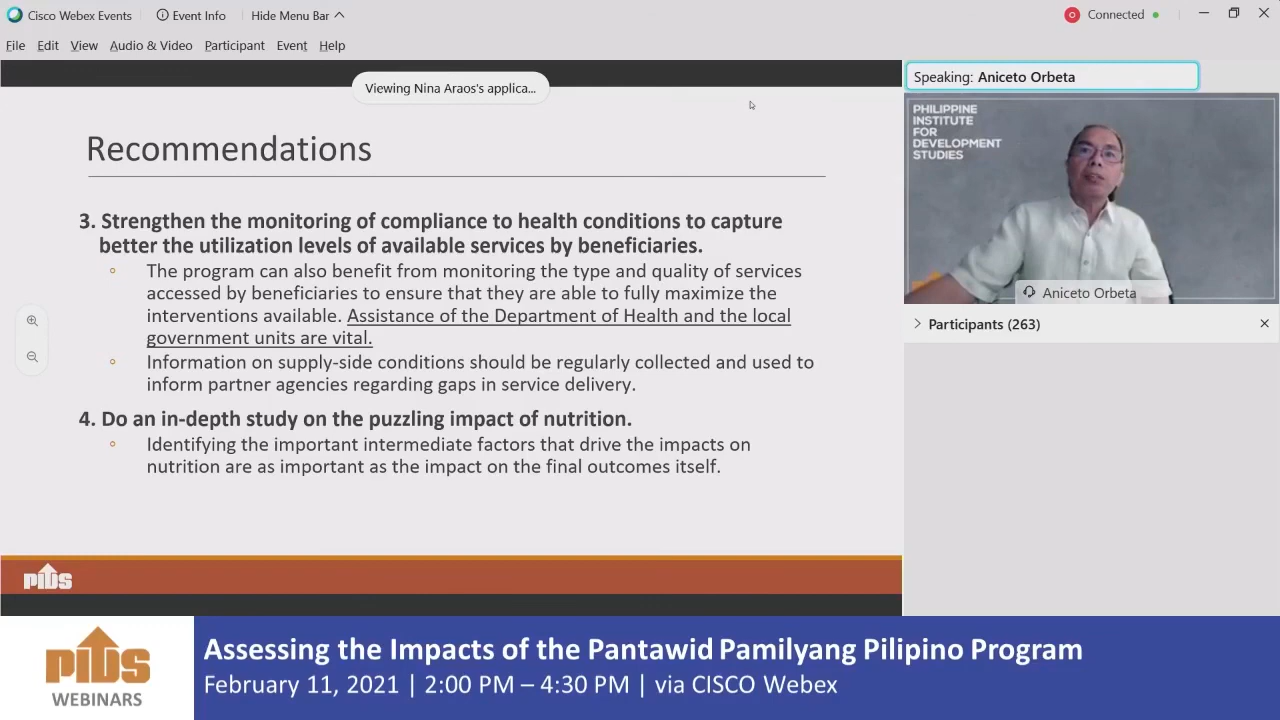 Cisco Webex Events
Event Info
Hide Menu Bar
Connected
File Edit View Audio & Video Participant Event Help
Viewing Nina Araos's applica...
Speaking: Aniceto Orbeta
PHILIPPINE
INSTITUTE
FOR
DEVELOPMENT
STUDIES
Aniceto Orbeta
Participants (263)
Recommendations
3. Strengthen the monitoring of compliance to health conditions to capture
better the utilization levels of available services by beneficiaries.
The program can also benefit from monitoring the type and quality of services
accessed by beneficiaries to ensure that they are able to fully maximize the
interventions available. Assistance of the Department of Health and the local
government units are vital.
Information on supply-side conditions should be regularly collected and used to
inform partner agencies regarding gaps in service delivery.
4. Do an in-depth study on the puzzling impact of nutrition.
Identifying the important intermediate factors that drive the impacts on
nutrition are as important as the impact on the final outcomes itself.
PIDS
PIDS
WEBINARS
Assessing the Impacts of the Pantawid Pamilyang Pilipino Program
February 11, 2021 | 2:00 PM – 4:30 PM | via CISCO Webex